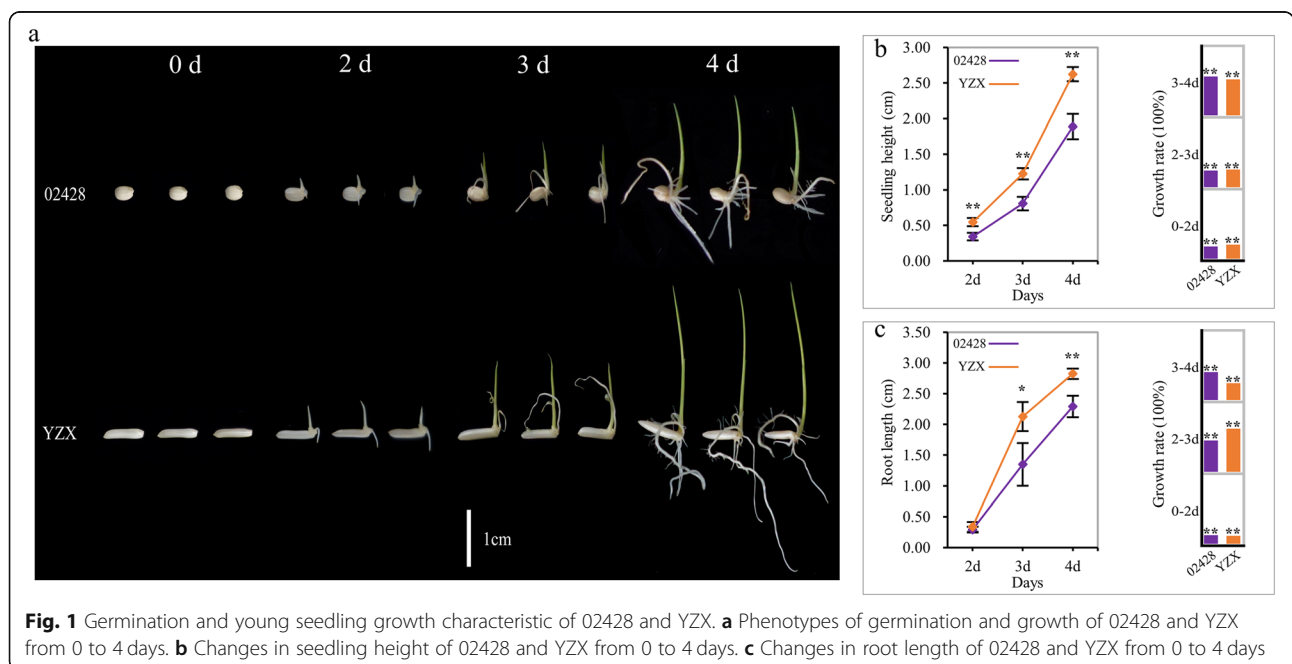 a
0 d 2 d 3 d 4 d
02428
YZX
1cm
b
3.00
2.50
2.00
1.50
1.00
0.50
0.00
Seedling height (cm)
02428
YZX
**
**
**
2d 3d 4d
Days
Growth rate (100%)
3-4d
** **
2-3d
** **
0-2d
** **
02428 YZX
c
3.50
3.00
2.50
2.00
1.50
1.00
0.50
0.00
Root length (cm)
02428
YZX
*
**
2d 3d 4d
Days
Growth rate (100%)
3-4d
** **
2-3d
** **
0-2d
** **
02428 YZX
Fig. 1 Germination and young seedling growth characteristic of 02428 and YZX. a Phenotypes of germination and growth of 02428 and YZX
from 0 to 4 days. b Changes in seedling height of 02428 and YZX from 0 to 4 days. c Changes in root length of 02428 and YZX from 0 to 4 days